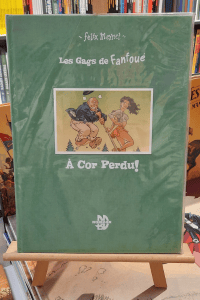 ~ Félix Meynet ~
Les Gags de Fanfoué
À Cor Perdu!